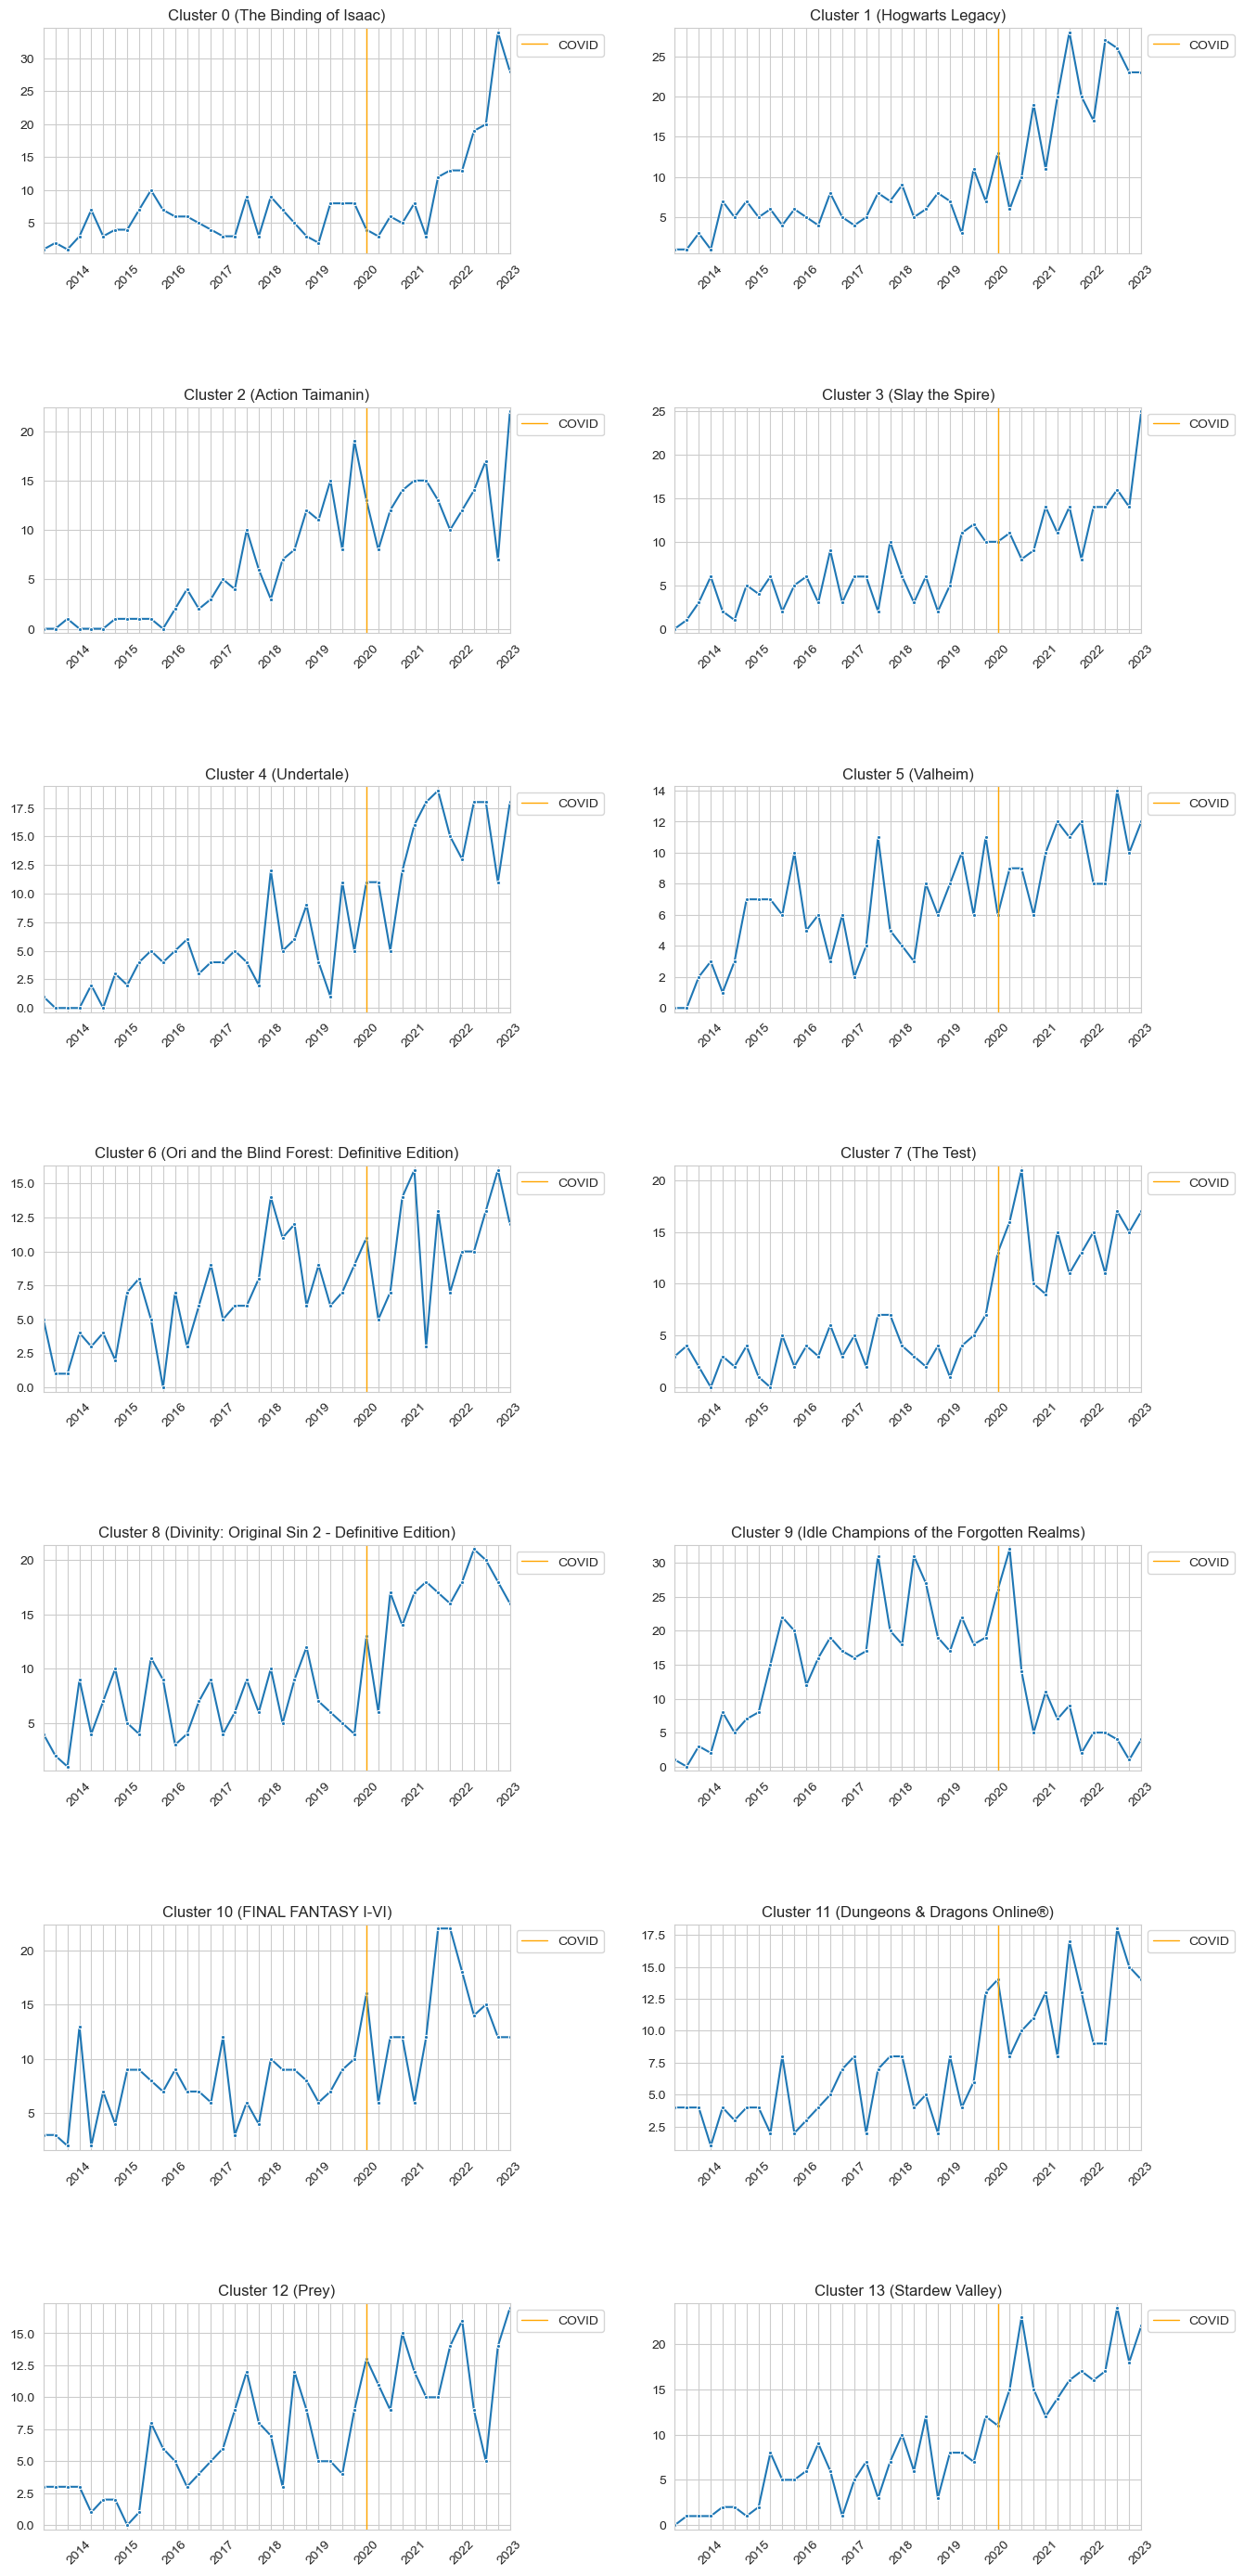 Cluster 0 (The Binding of Isaac)
COVID
30
25
20
15
10
5
2014 2015 2016 2017 2018 2019 2020 2021 2022 2023
Cluster 1 (Hogwarts Legacy)
COVID
25
20
15
10
5
2014 2015 2016 2017 2018 2019 2020 2021 2022 2023
Cluster 2 (Action Taimanin)
COVID
20
15
10
5
0
2014 2015 2016 2017 2018 2019 2020 2021 2022 2023
Cluster 3 (Slay the Spire)
COVID
25
20
15
10
5
0
2014 2015 2016 2017 2018 2019 2020 2021 2022 2023
Cluster 4 (Undertale)
COVID
17.5
15.0
12.5
10.0
7.5
5.0
2.5
0.0
2014 2015 2016 2017 2018 2019 2020 2021 2022 2023
Cluster 5 (Valheim)
COVID
14
12
10
8
6
4
2
0
2014 2015 2016 2017 2018 2019 2020 2021 2022 2023
Cluster 6 (Ori and the Blind Forest: Definitive Edition)
COVID
15.0
12.5
10.0
7.5
5.0
2.5
0.0
2014 2015 2016 2017 2018 2019 2020 2021 2022 2023
Cluster 7 (The Test)
COVID
20
15
10
5
0
2014 2015 2016 2017 2018 2019 2020 2021 2022 2023
Cluster 8 (Divinity: Original Sin 2 - Definitive Edition)
COVID
20
15
10
5
2014 2015 2016 2017 2018 2019 2020 2021 2022 2023
Cluster 9 (Idle Champions of the Forgotten Realms)
COVID
30
25
20
15
10
5
0
2014 2015 2016 2017 2018 2019 2020 2021 2022 2023
Cluster 10 (FINAL FANTASY I-VI)
COVID
20
15
10
5
2014 2015 2016 2017 2018 2019 2020 2021 2022 2023
Cluster 11 (Dungeons & Dragons Online®)
COVID
17.5
15.0
12.5
10.0
7.5
5.0
2.5
2014 2015 2016 2017 2018 2019 2020 2021 2022 2023
Cluster 12 (Prey)
COVID
15.0
12.5
10.0
7.5
5.0
2.5
0.0
2014 2015 2016 2017 2018 2019 2020 2021 2022 2023
Cluster 13 (Stardew Valley)
COVID
20
15
10
5
0
2014 2015 2016 2017 2018 2019 2020 2021 2022 2023